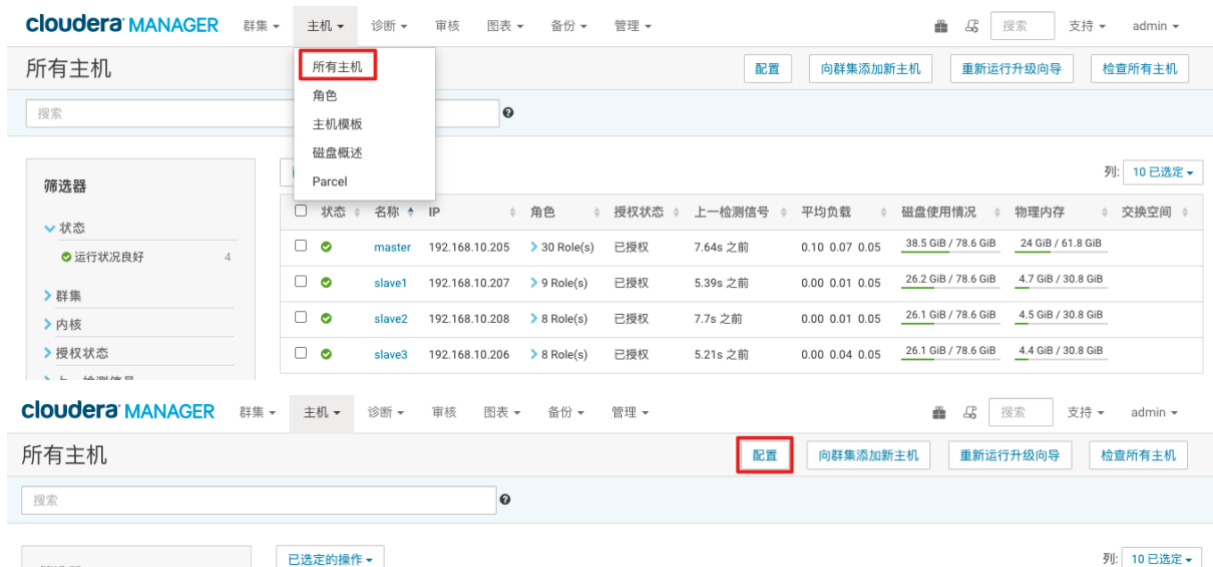 cloudera MANAGER 群集 主机 诊断 审核 图表 备份 管理 搜索 支持 admin
所有主机 配置 向群集添加新主机 重新运行升级向导 检查所有主机
所有主机
角色
主机模板
磁盘概述
Parcel
搜索
列: 10 已选定
筛选器
状态
运行状况良好 4
群集
内核
授权状态
状态 名称 IP 角色 授权状态 上一检测信号 平均负载 磁盘使用情况 物理内存 交换空间
master 192.168.10.205 30 Role(s) 已授权 7.64s 之前 0.10 0.07 0.05 38.5 GiB / 78.6 GiB 24 GiB / 61.8 GiB
slave1 192.168.10.207 9 Role(s) 已授权 5.39s 之前 0.00 0.01 0.05 26.2 GiB / 78.6 GiB 4.7 GiB / 30.8 GiB
slave2 192.168.10.208 8 Role(s) 已授权 7.7s 之前 0.00 0.01 0.05 26.1 GiB / 78.6 GiB 4.5 GiB / 30.8 GiB
slave3 192.168.10.206 8 Role(s) 已授权 5.21s 之前 0.00 0.04 0.05 26.1 GiB / 78.6 GiB 4.4 GiB / 30.8 GiB
cloudera MANAGER 群集 主机 诊断 审核 图表 备份 管理 搜索 支持 admin
所有主机 配置 向群集添加新主机 重新运行升级向导 检查所有主机
搜索
已选定的操作 列: 10 已选定